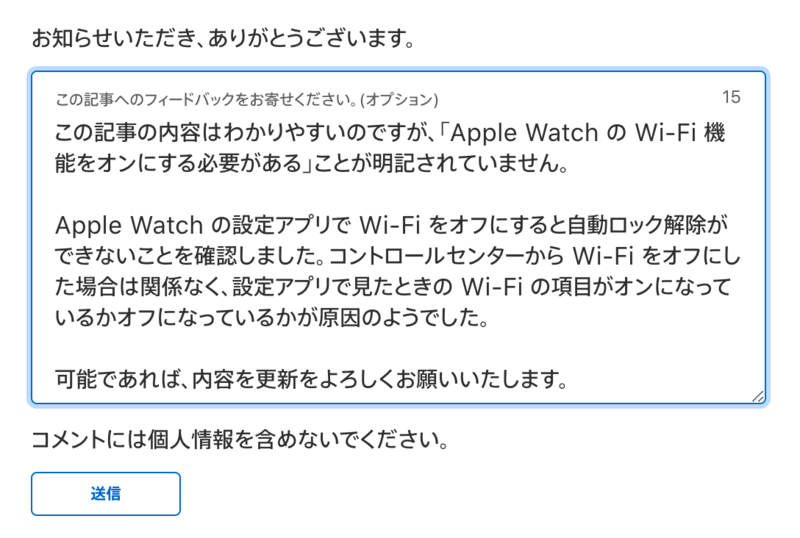 お知らせいただき、ありがとうございます。
この記事へのフィードバックをお寄せください。(オプション)
15
この記事の内容はわかりやすいのですが、「Apple Watch の Wi-Fi 機
能をオンにする必要がある」ことが明記されていません。
Apple Watch の設定アプリで Wi-Fi をオフにすると自動ロック解除が
できないことを確認しました。コントロールセンターから Wi-Fi をオフにし
た場合は関係なく、設定アプリで見たときの Wi-Fi の項目がオンになって
いるかオフになっているかが原因のようでした。
可能であれば、内容を更新をよろしくお願いいたします。
コメントには個人情報を含めないでください。
送信